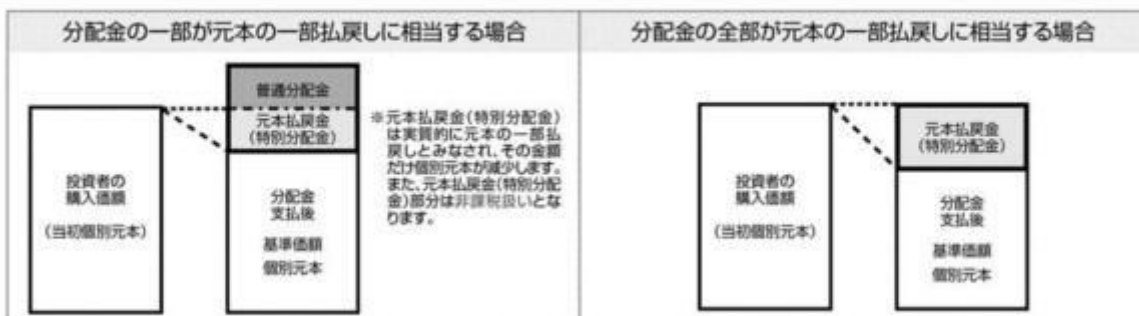 分配金の一部が元本の一部払戻しに相当する場合
普通分配金
元本払戻金
(特別分配金)
投資者の
購入価額
(当初個別元本)
分配金
支払後
基準価額
個別元本
※元本払戻金(特別分配金)
は実質的に元本の一部払
戻しとみなされ、その金額
だけ個別元本が減少します。
また、元本払戻金(特別分配
金)部分は非課税扱いとな
ります。
分配金の全部が元本の一部払戻しに相当する場合
元本払戻金
(特別分配金)
投資者の
購入価額
(当初個別元本)
分配金
支払後
基準価額
個別元本